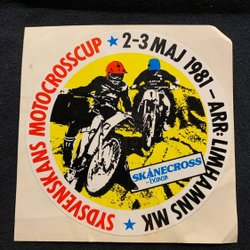 SYDSVENSKANS MOTOCROSSCUP ★ 2-3 MAJ 1981 - ARR: LIMHAMNS MK ★
SKÅNECROSS